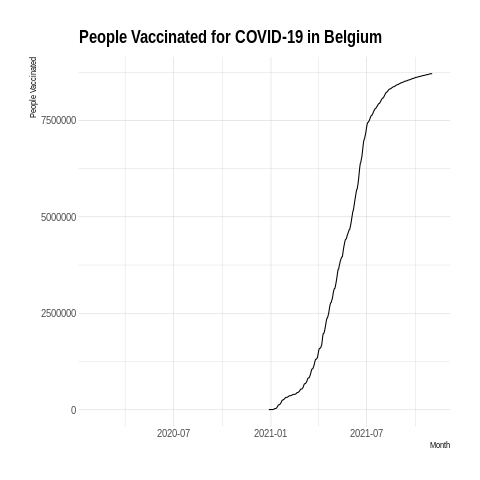 People Vaccinated for COVID-19 in Belgium
People Vaccinated
7500000
5000000
2500000
0
2020-07 2021-01 2021-07
Month